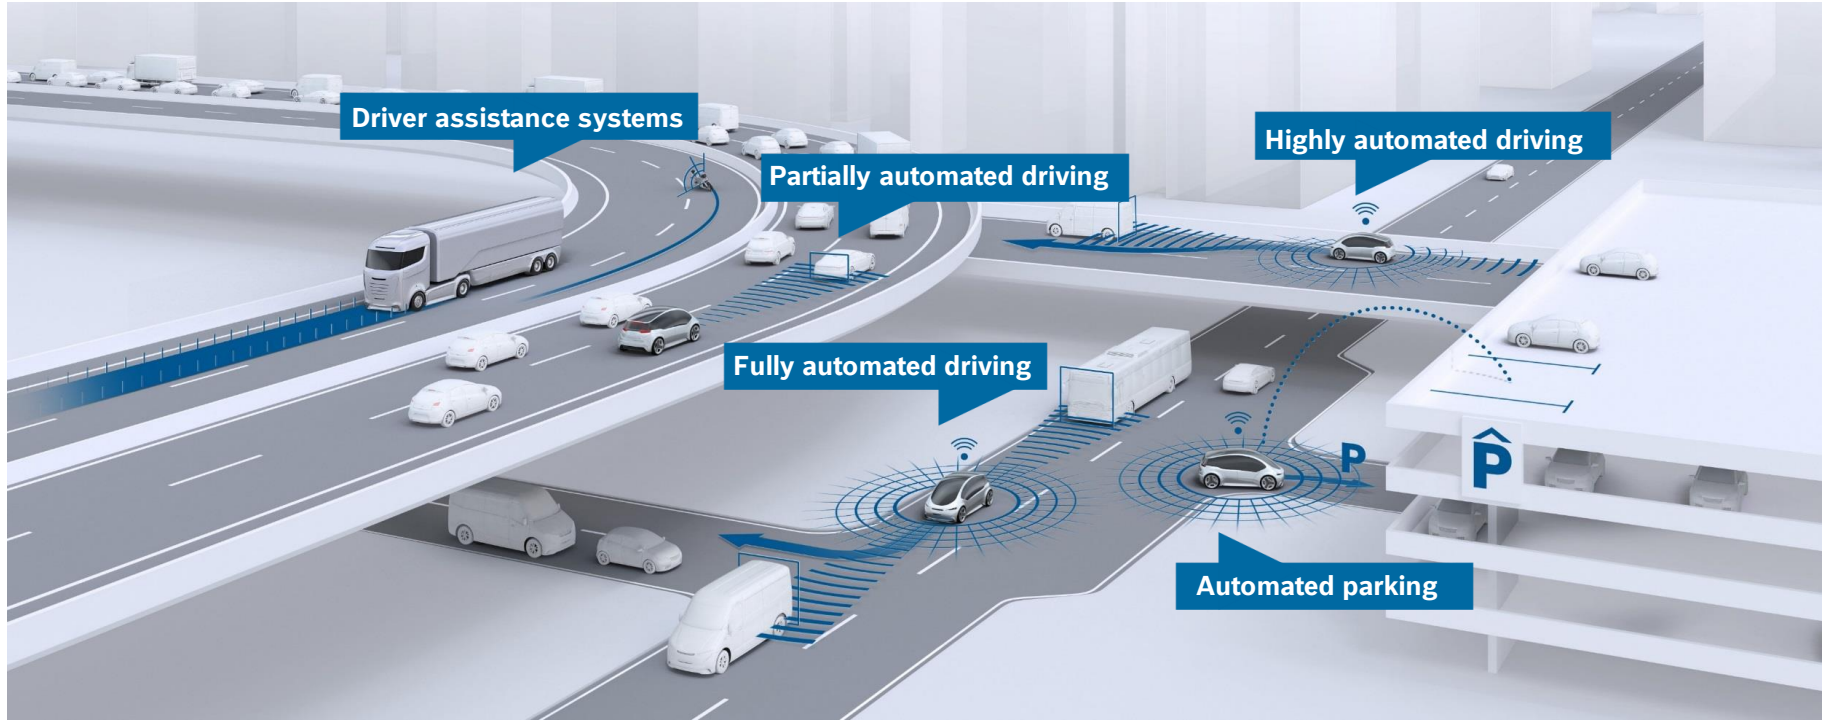 Driver assistance systems
Highly automated driving
Partially automated driving
Fully automated driving
P
P
Automated parking